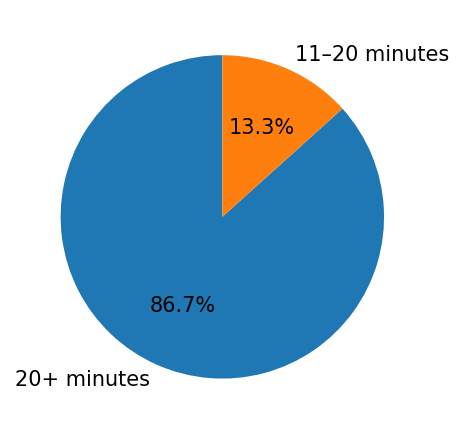 11–20 minutes
13.3%
86.7%
20+ minutes